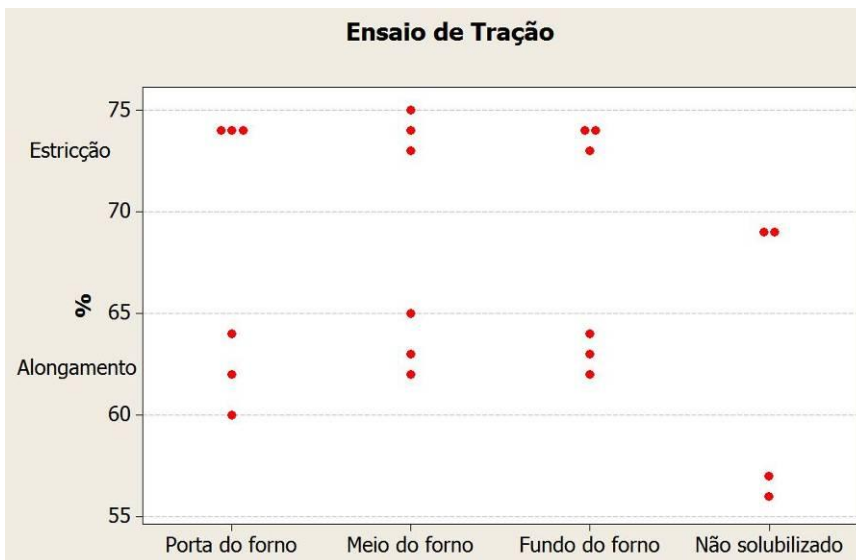 Ensaio de Tração
75
Estricção
70
%
65
Alongamento
60
55
Porta do forno
Meio do forno
Fundo do forno
Não solubilizado